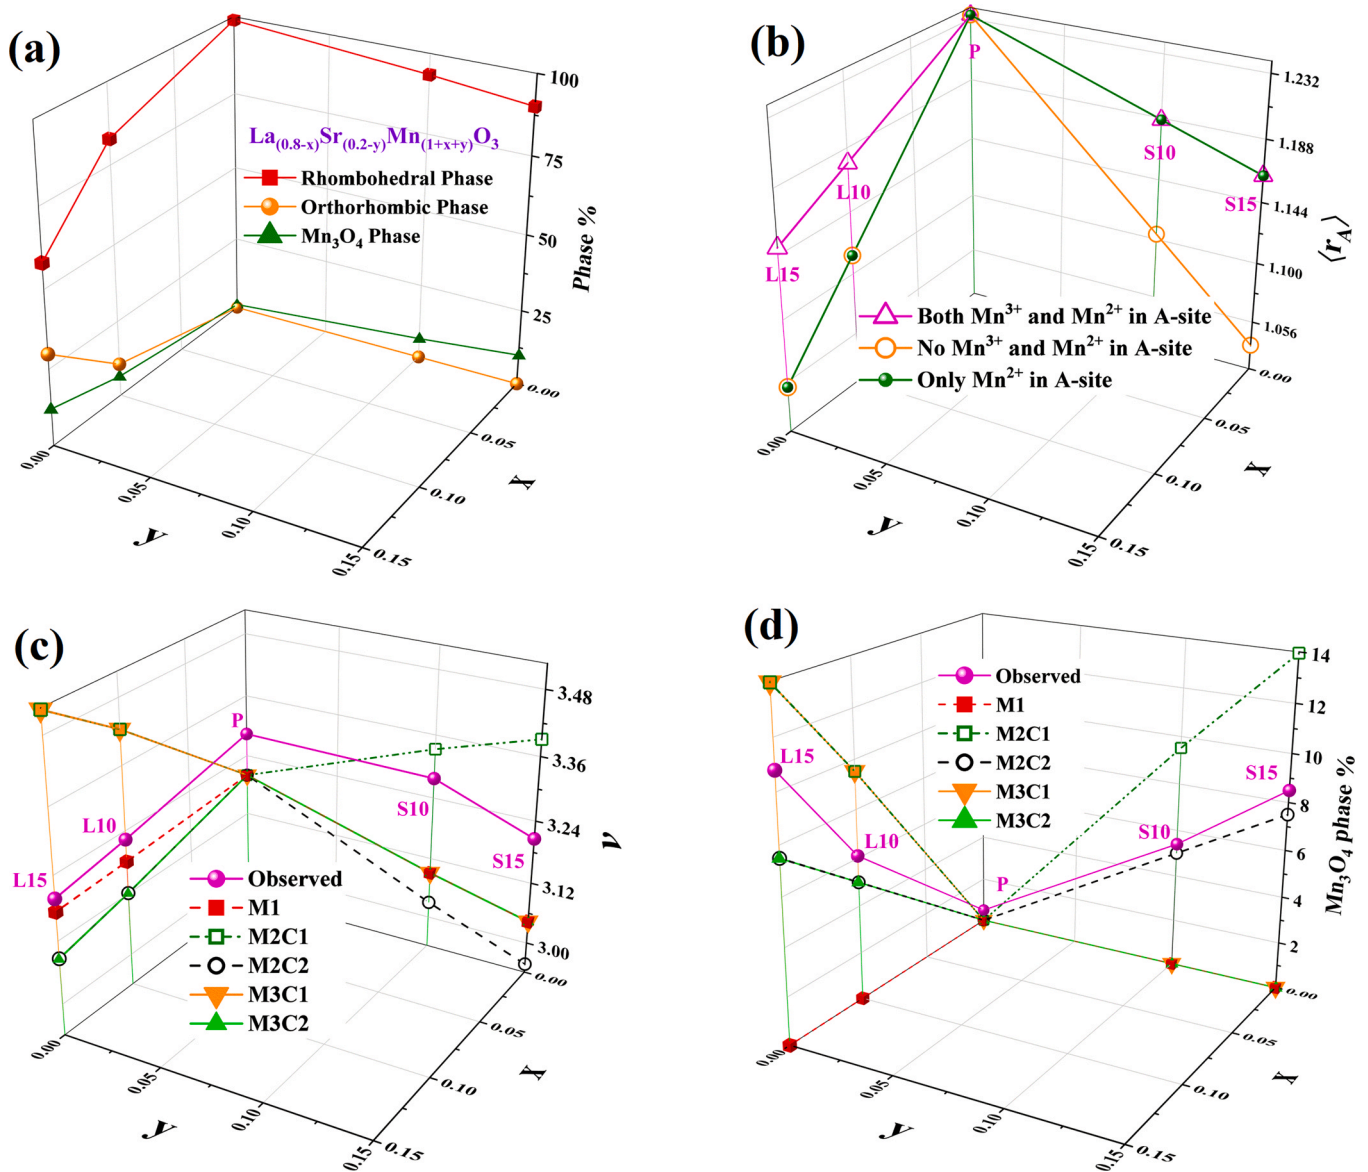 (a)
La(0.8-x)Sr(0.2-y)Mn(1+x+y)O3
Rhombohedral Phase
Orthorhombic Phase
Mn3O4 Phase
100
75
50
25
Phase %
0.00
0.05
0.10
0.15
x
0.00
0.05
0.10
0.15
y
(b)
P
L10
L15
S10
S15
Both Mn3+ and Mn2+ in A-site
No Mn3+ and Mn2+ in A-site
Only Mn2+ in A-site
1.232
1.188
1.144
1.100
1.056
⟨rA⟩
0.00
0.05
0.10
0.15
x
0.00
0.05
0.10
0.15
y
(c)
P
L10
L15
S10
S15
Observed
M1
M2C1
M2C2
M3C1
M3C2
3.48
3.36
3.24
3.12
3.00
v
0.00
0.05
0.10
0.15
x
0.00
0.05
0.10
0.15
y
(d)
Observed
M1
M2C1
M2C2
M3C1
M3C2
L15
L10
P
S10
S15
14
12
10
8
6
4
2
Mn3O4 phase %
0.00
0.05
0.10
0.15
x
0.00
0.05
0.10
0.15
y